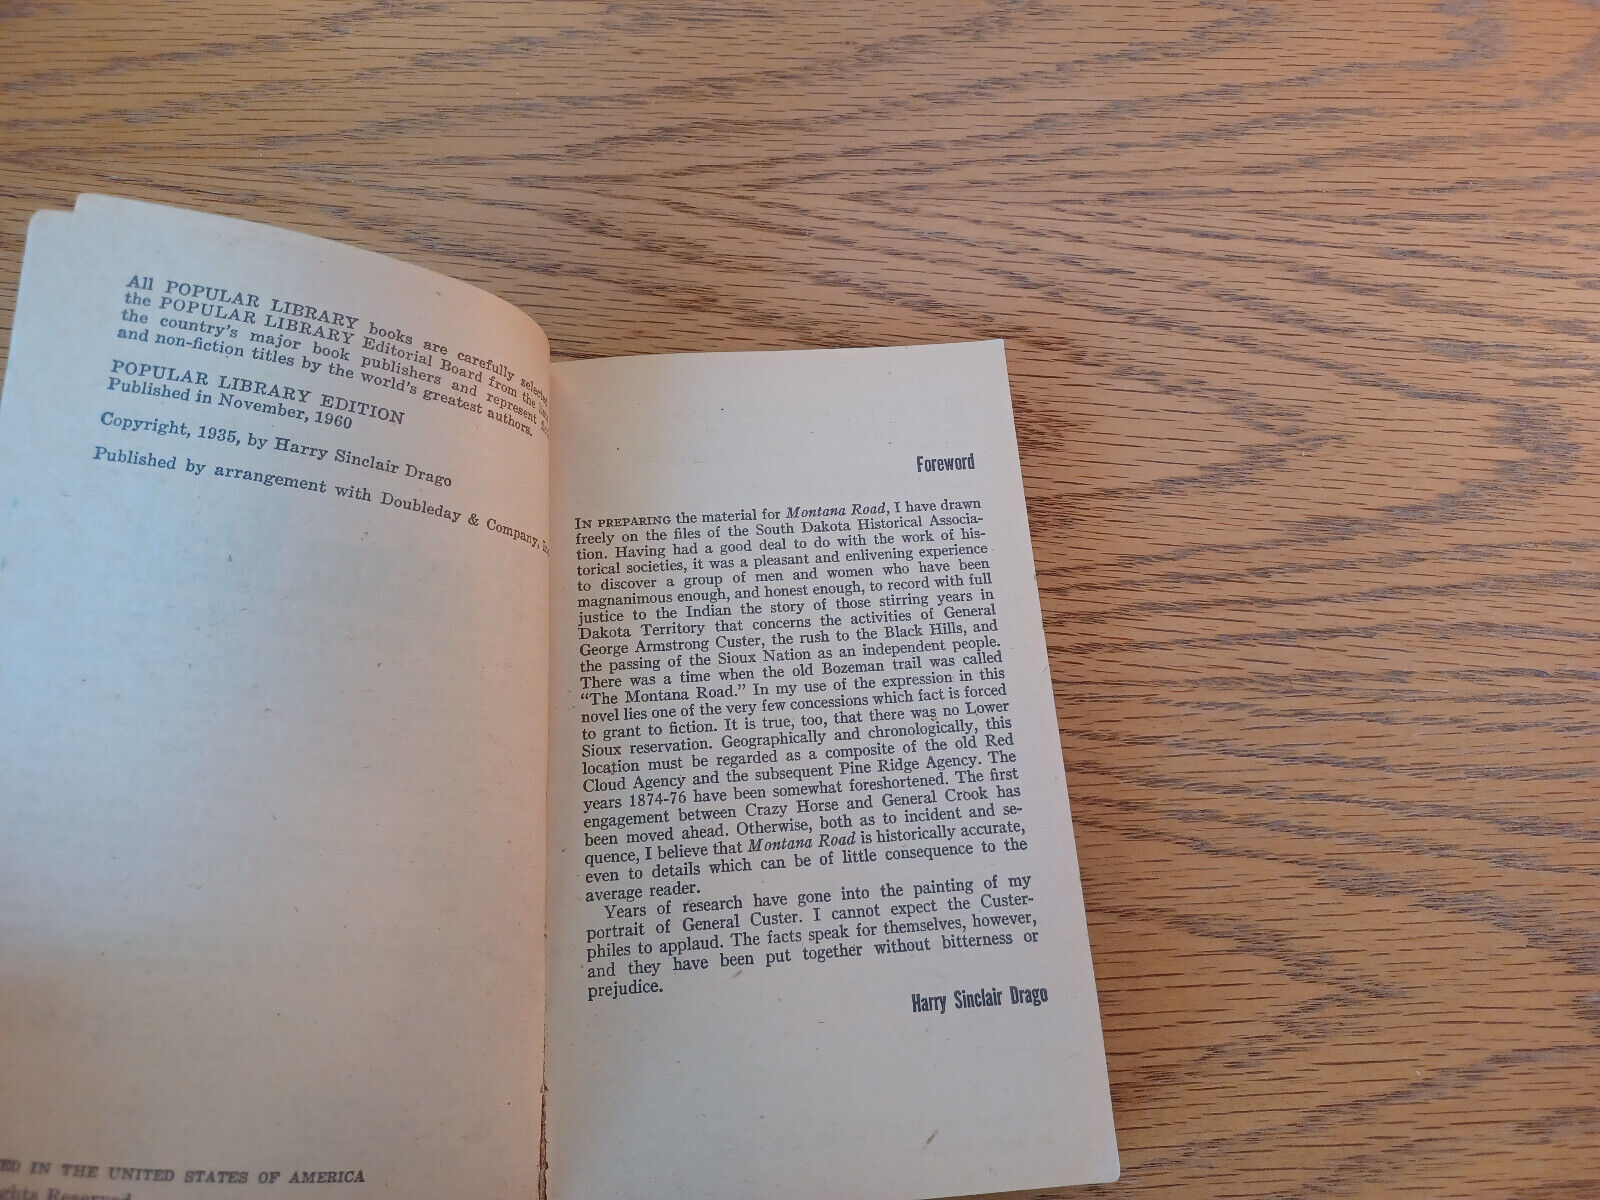 All POPULAR LIBRARY books are carefully selected
the POPULAR LIBRARY Editorial Board from the
the country's major book publishers and represent
and non-fiction titles by the world's greatest authors.
POPULAR LIBRARY EDITION
Published in November, 1960
Copyright, 1935, by Harry Sinclair Drago
Published by arrangement with Doubleday & Company,
ED IN THE UNITED STATES OF AMERICA
ghts Reserved
Foreword
IN PREPARING the material for Montana Road, I have drawn
freely on the files of the South Dakota Historical Associa-
tion. Having had a good deal to do with the work of his-
torical societies, it was a pleasant and enlivening experience
to discover a group of men and women who have been
magnanimous enough, and honest enough, to record with full
justice to the Indian the story of those stirring years in
Dakota Territory that concerns the activities of General
George Armstrong Custer, the rush to the Black Hills, and
the passing of the Sioux Nation as an independent people.
There was a time when the old Bozeman trail was called
"The Montana Road." In my use of the expression in this
novel lies one of the very few concessions which fact is forced
to grant to fiction. It is true, too, that there was no Lower
Sioux reservation. Geographically and chronologically, this
location must be regarded as a composite of the old Red
Cloud Agency and the subsequent Pine Ridge Agency. The
years 1874-76 have been somewhat foreshortened. The first
engagement between Crazy Horse and General Crook has
been moved ahead. Otherwise, both as to incident and se-
quence, I believe that Montana Road is historically accurate,
even to details which can be of little consequence to the
average reader.
Years of research have gone into the painting of my
portrait of General Custer. I cannot expect the Custer-
philes to applaud. The facts speak for themselves, however,
and they have been put together without bitterness or
prejudice.
Harry Sinclair Drago